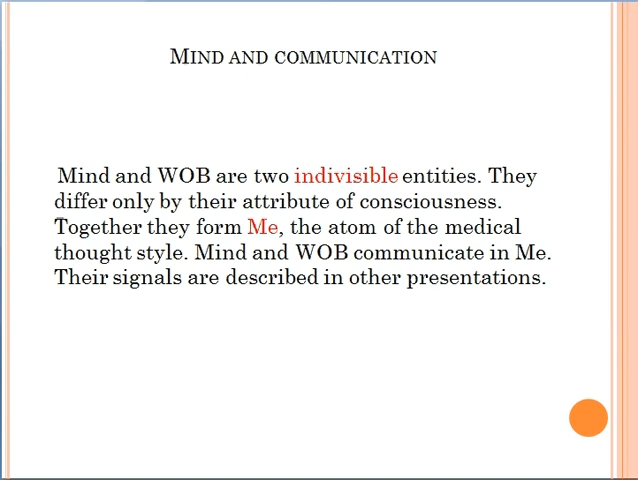 MIND AND COMMUNICATION
Mind and WOB are two indivisible entities. They
differ only by their attribute of consciousness.
Together they form Me, the atom of the medical
thought style. Mind and WOB communicate in Me.
Their signals are described in other presentations.